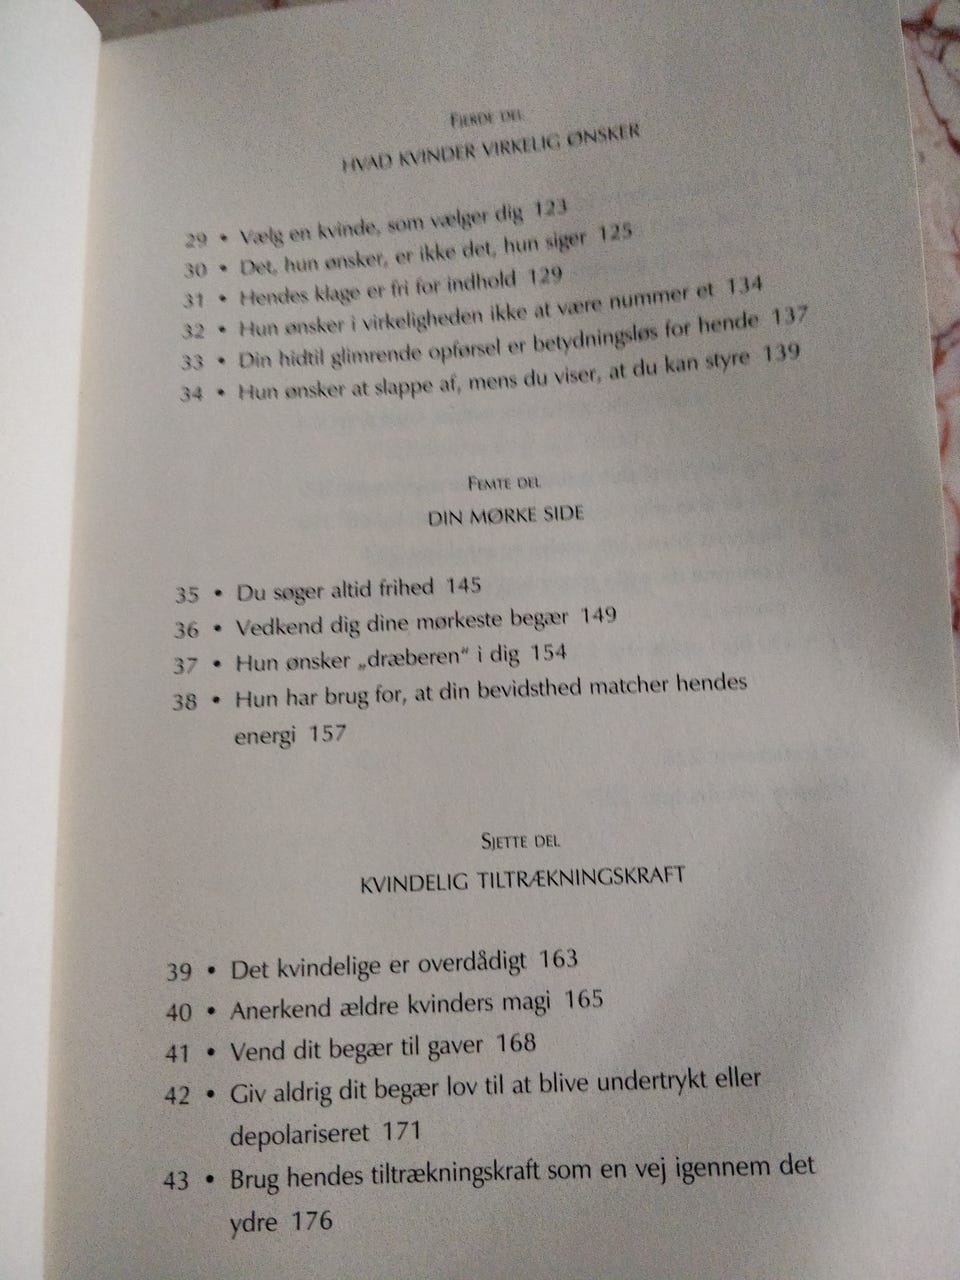 Fjerde del
HVAD KVINDER VIRKELIG ØNSKER
29 • Vælg en kvinde, som vælger dig 123
30 • Det, hun ønsker, er ikke det, hun siger 125
31 • Hendes klage er fri for indhold 129
32 • Hun ønsker i virkeligheden ikke at være nummer et 134
33 • Din hidtil glimrende opførsel er betydningsløs for hende 137
34 • Hun ønsker at slappe af, mens du viser, at du kan styre 139
Femte del
DIN MØRKE SIDE
35 • Du søger altid frihed 145
36 • Vedkend dig dine mørkeste begær 149
37 • Hun ønsker „dræberen“ i dig 154
38 • Hun har brug for, at din bevidsthed matcher hendes
energi 157
Sjette del
KVINDELIG TILTRÆKNINGSKRAFT
39 • Det kvindelige er overdådigt 163
40 • Anerkend ældre kvinders magi 165
41 • Vend dit begær til gaver 168
42 • Giv aldrig dit begær lov til at blive undertrykt eller
depolariseret 171
43 • Brug hendes tiltrækningskraft som en vej igennem det
ydre 176